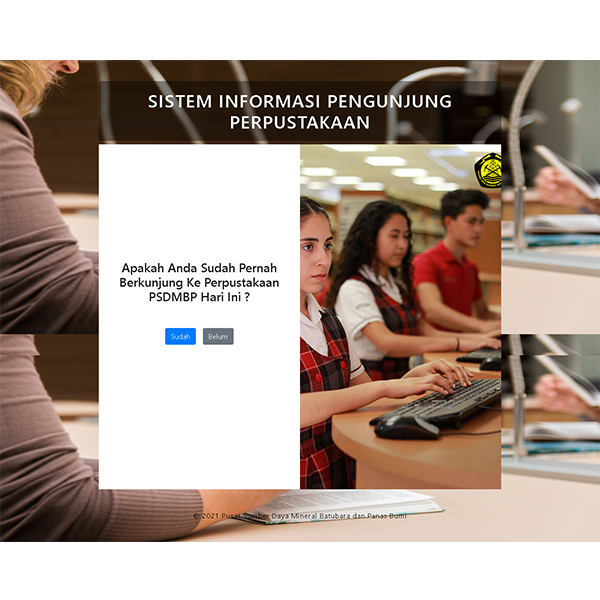 SISTEM INFORMASI PENGUNJUNG
PERPUSTAKAAN
Apakah Anda Sudah Pernah
Berkunjung Ke Perpustakaan
PSDMBP Hari Ini ?
Sudah
Belum
© 2021 Pusat Sumber Daya Mineral Batubara dan Panas Bumi